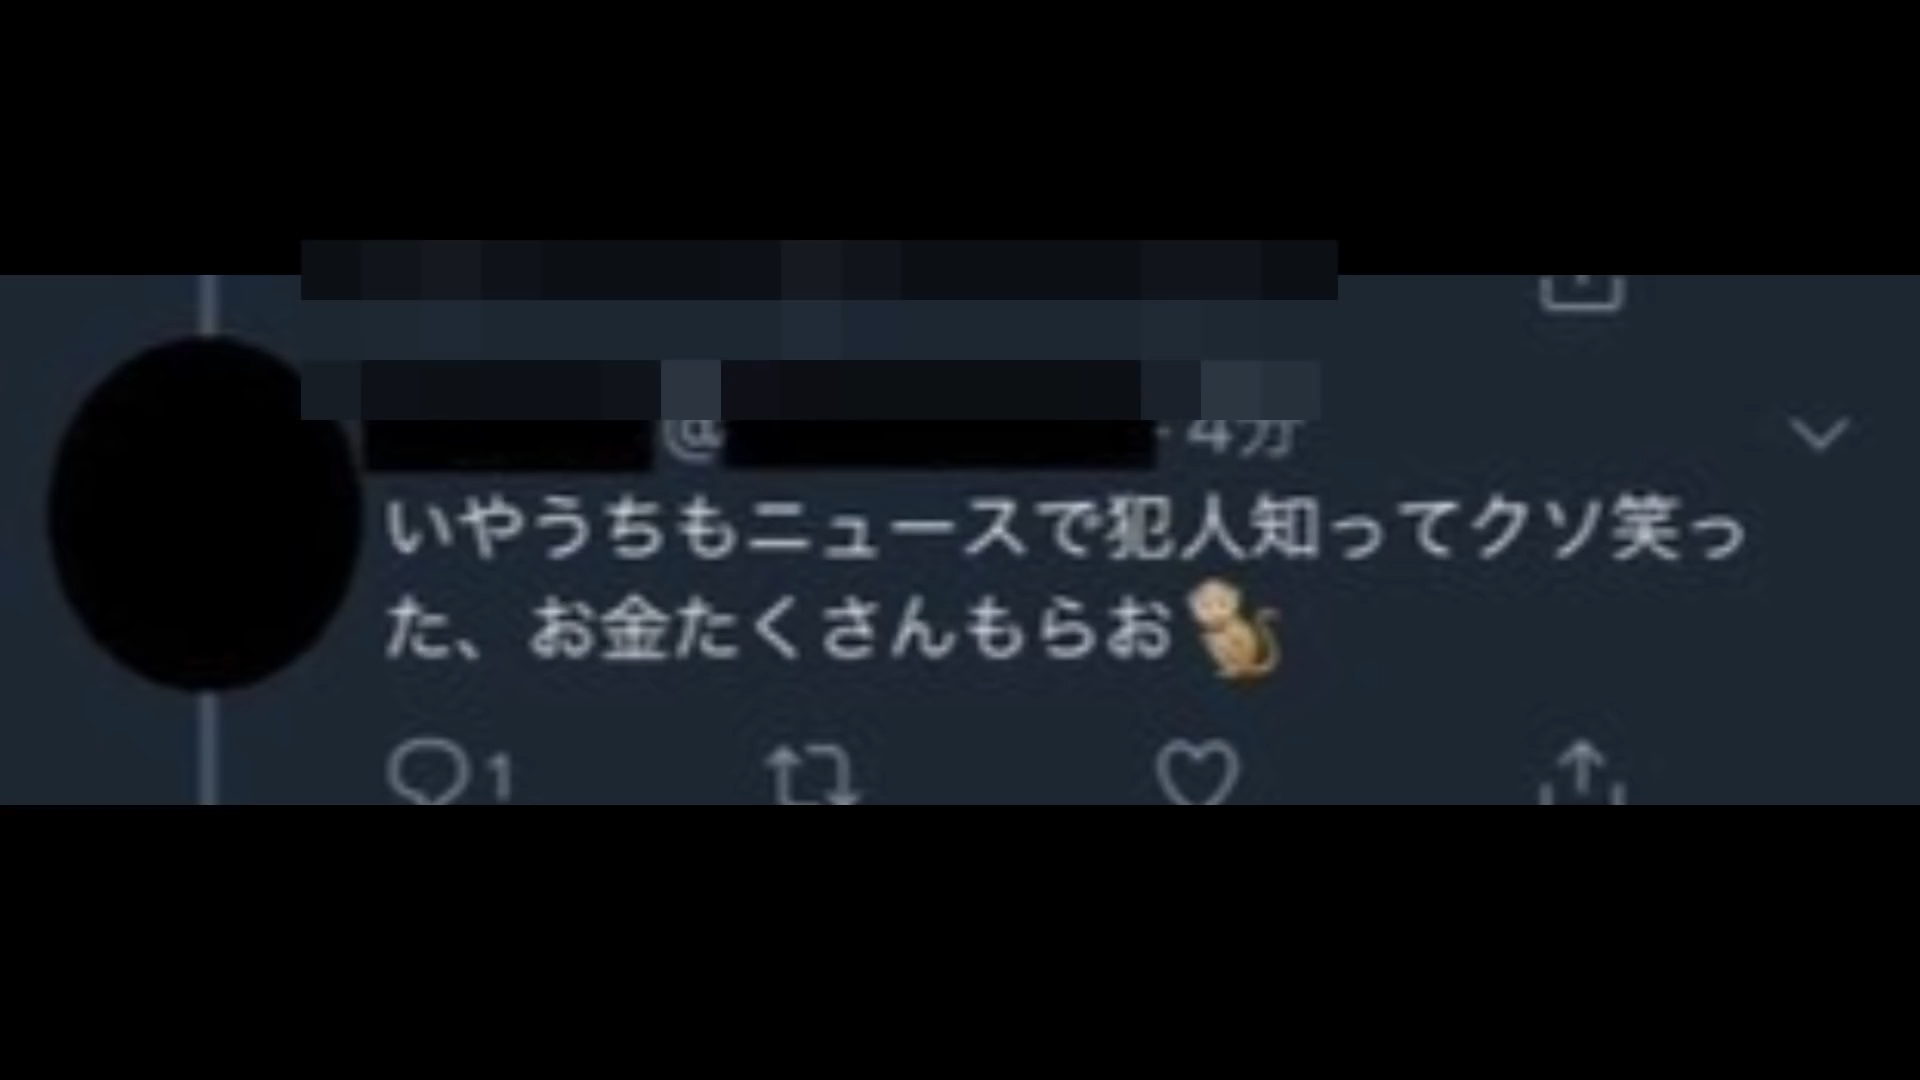 @ · 4分
いやうちもニュースで犯人知ってクソ笑っ
た、お金たくさんもらお🐒
1